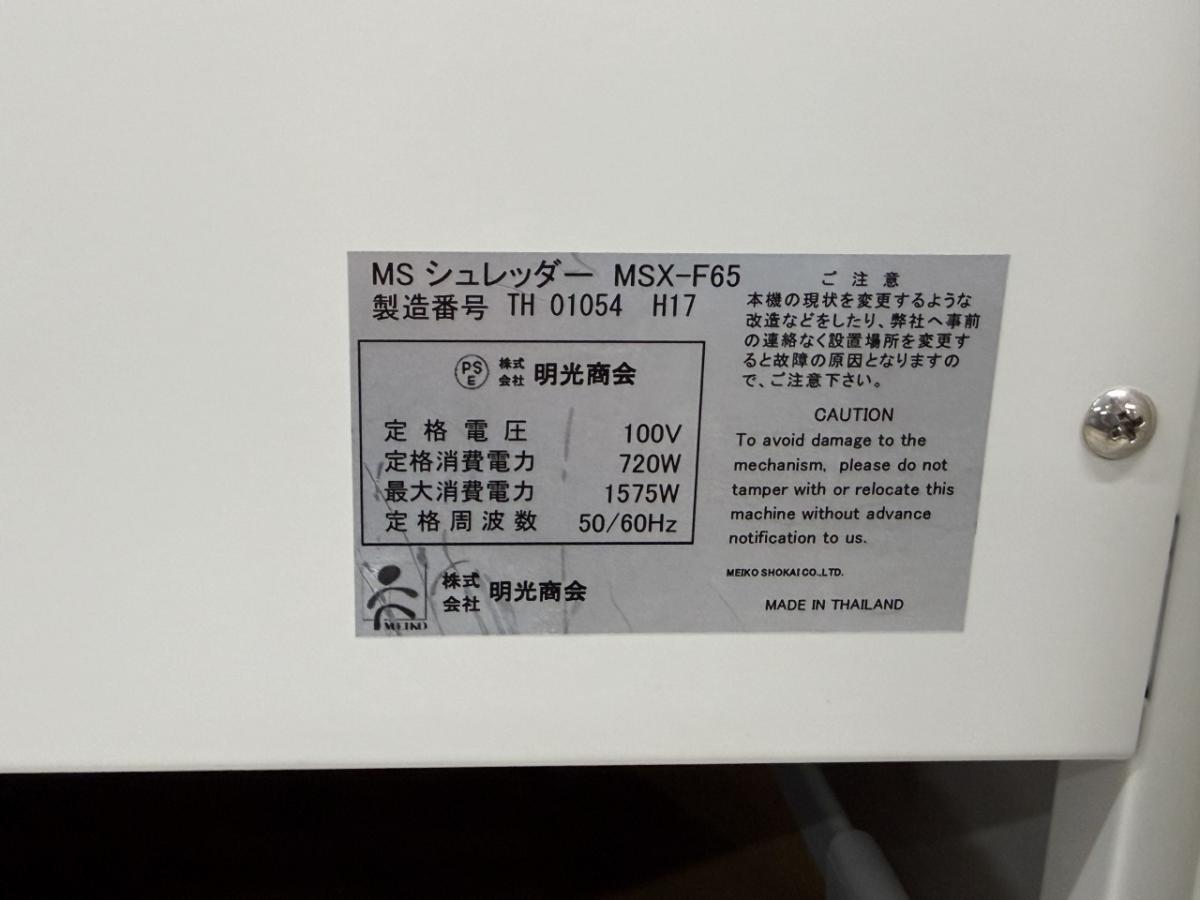 MS シュレッダー MSX-F65
製造番号 TH 01054 H17
PS
E
株式
会社 明光商会
定格電圧 100V
定格消費電力 720W
最大消費電力 1575W
定格周波数 50/60Hz
MEIKO
株式
会社 明光商会
ご注意
本機の現状を変更するような
改造などをしたり、弊社へ事前
の連絡なく設置場所を変更す
ると故障の原因となりますの
で、ご注意下さい。
CAUTION
To avoid damage to the
mechanism, please do not
tamper with or relocate this
machine without advance
notification to us.
MEIKO SHOKAI CO.,LTD.
MADE IN THAILAND